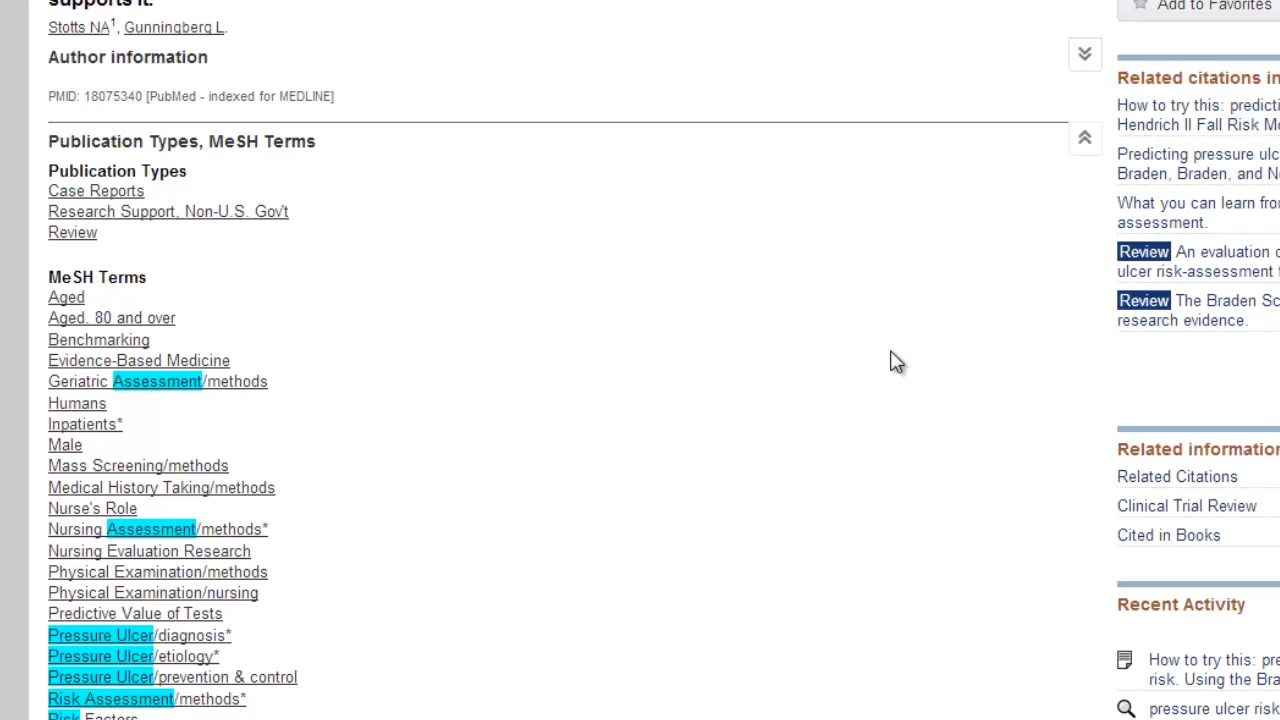 supports it.
Stotts NA1, Gunningberg L.
Author information
PMID: 18075340 [PubMed - indexed for MEDLINE]
Publication Types, MeSH Terms
Publication Types
Case Reports
Research Support, Non-U.S. Gov't
Review
MeSH Terms
Aged
Aged, 80 and over
Benchmarking
Evidence-Based Medicine
Geriatric Assessment/methods
Humans
Inpatients*
Male
Mass Screening/methods
Medical History Taking/methods
Nurse's Role
Nursing Assessment/methods*
Nursing Evaluation Research
Physical Examination/methods
Physical Examination/nursing
Predictive Value of Tests
Pressure Ulcer/diagnosis*
Pressure Ulcer/etiology*
Pressure Ulcer/prevention & control
Risk Assessment/methods*
Risk Factors
Add to Favorites
Related citations in
How to try this: predicti
Hendrich II Fall Risk Mo
Predicting pressure ulc
Braden, Braden, and N
What you can learn from
assessment.
Review An evaluation o
ulcer risk-assessment
Review The Braden Sc
research evidence.
Related information
Related Citations
Clinical Trial Review
Cited in Books
Recent Activity
How to try this: pre
risk. Using the Bra
pressure ulcer risk